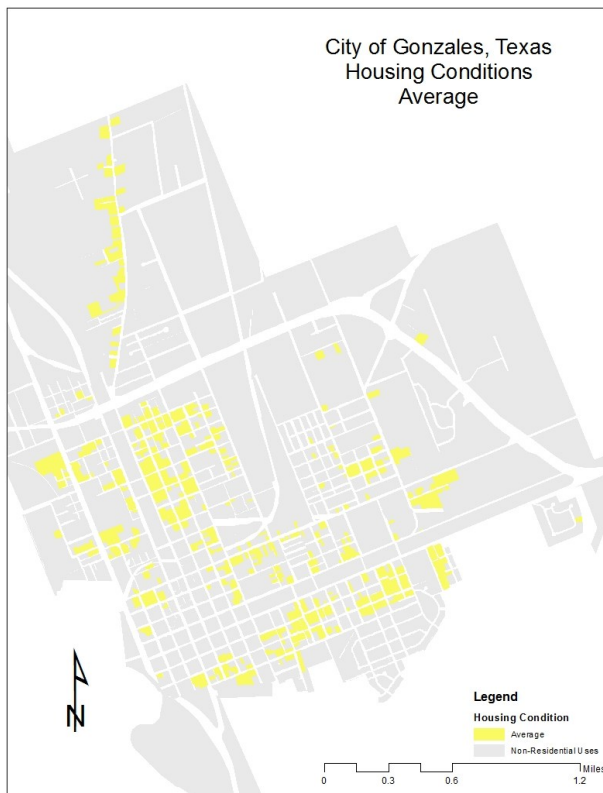 City of Gonzales, Texas
Housing Conditions
Average
N
Legend
Housing Condition
Average
Non-Residential Uses
Miles
0 0.3 0.6 1.2